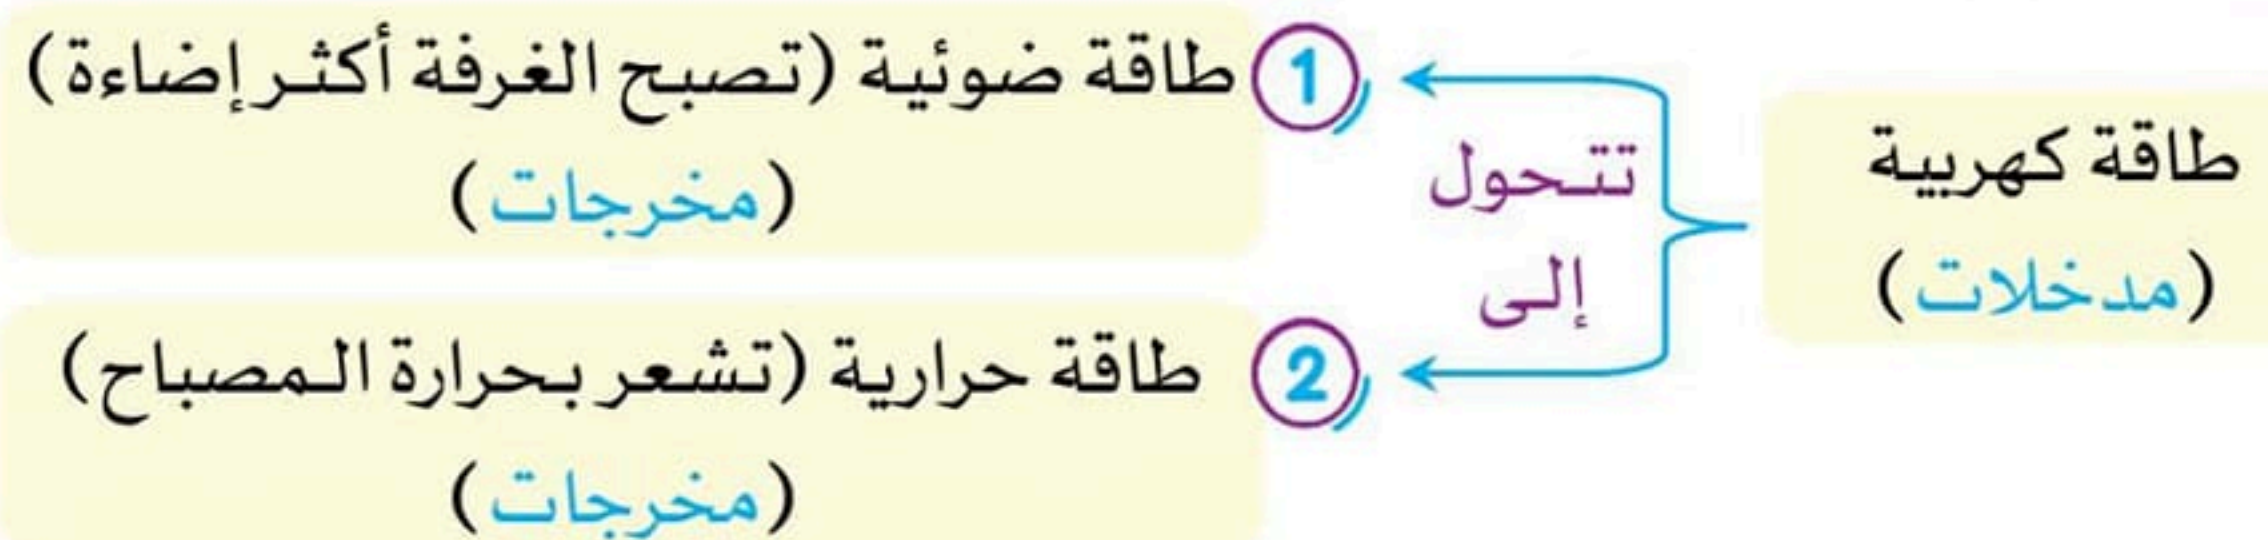 طاقة كهربية
(مدخلات)
تتحول
إلى
1 طاقة ضوئية (تصبح الغرفة أكثر إضاءة)
(مخرجات)
2 طاقة حرارية (تشعر بحرارة المصباح)
(مخرجات)